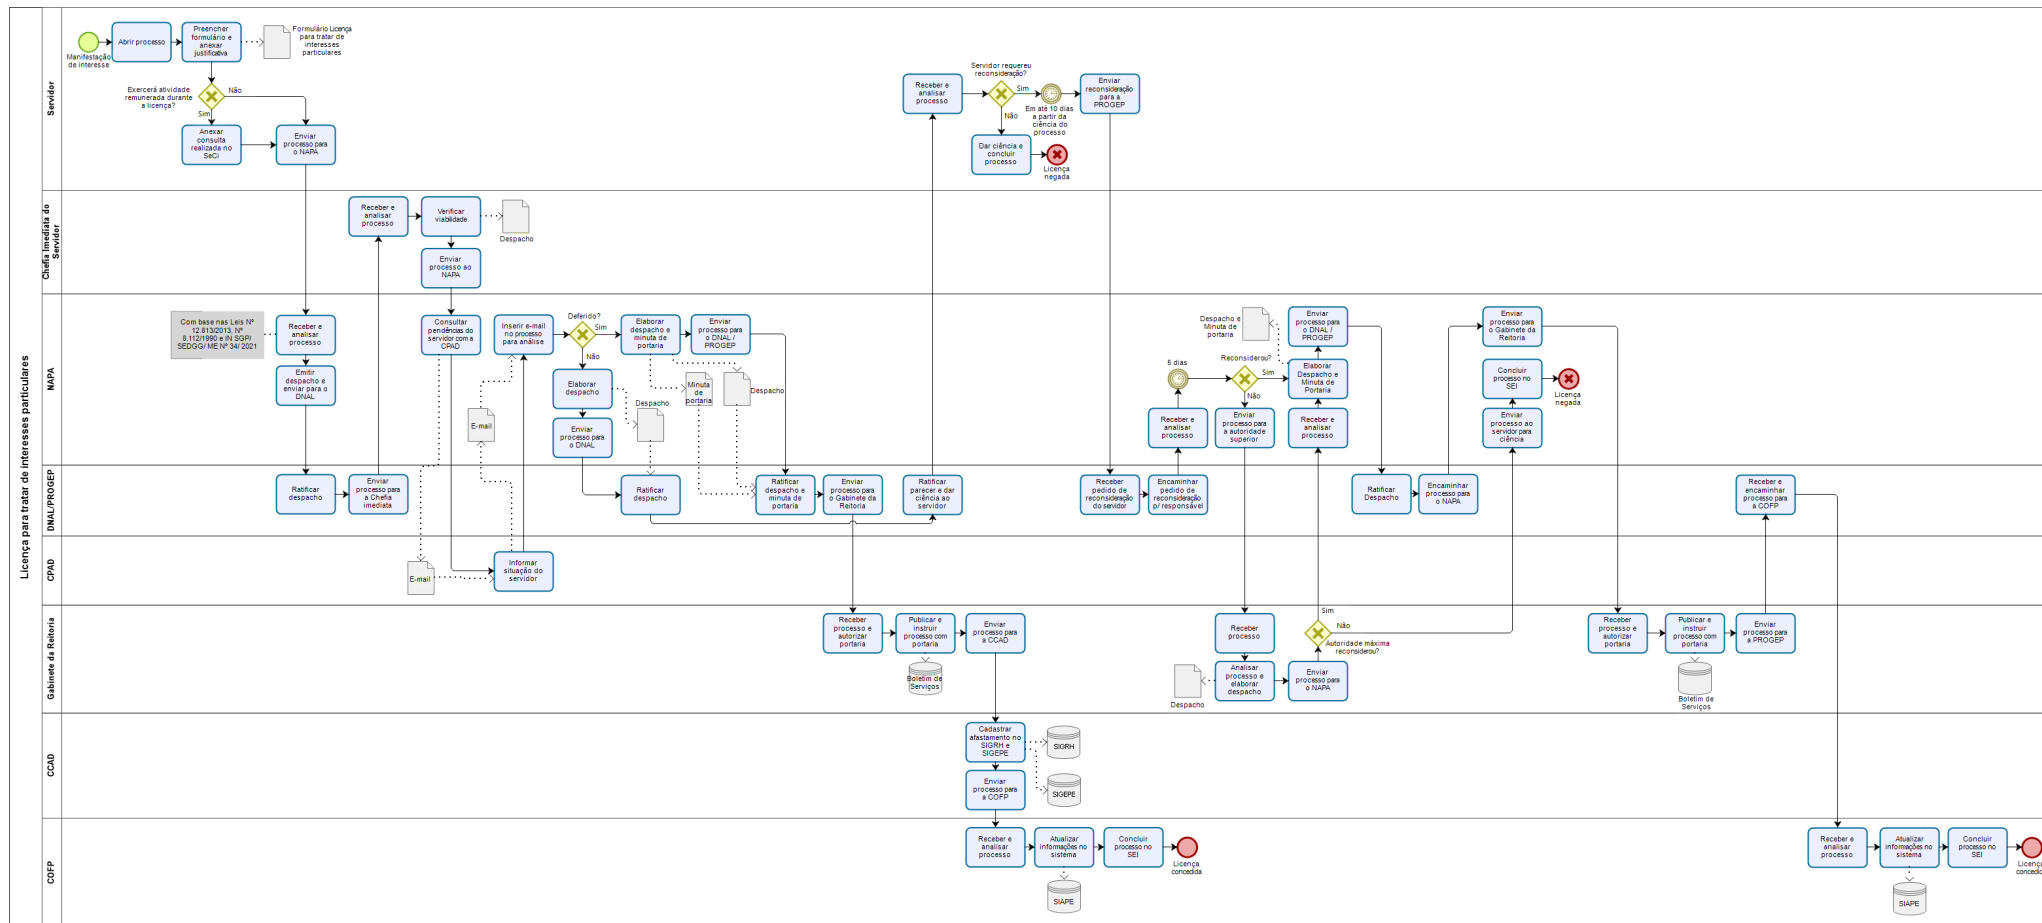 Licença para tratar de interesses particulares
Servidor
Manifestação
de interesse
Abrir processo
Preencher
formulário e
anexar
justificativa
Formulário Licença
para tratar de
interesses
particulares
Exercerá atividade
remunerada durante
a licença?
Não
Sim
Anexar
consulta
realizada no
SeCi
Enviar
processo para
o NAPA
Receber e
analisar
processo
Servidor requereu
reconsideração?
Sim
Não
Em até 10 dias
a partir da
ciência do
processo
Enviar
reconsideração
para a
PROGEP
Dar ciência e
concluir
processo
Licença
negada
Chefia Imediata do
Servidor
Receber e
analisar
processo
Verificar
viabilidade
Despacho
Enviar
processo ao
NAPA
NAPA
Com base nas Leis Nº
12.813/2013, Nº
8.112/1990 e IN SGP/
SEDGG/ ME Nº 34/ 2021
Receber e
analisar
processo
Emitir
despacho e
enviar para o
DNAL
Consultar
pendências do
servidor com a
CPAD
Inserir e-mail
no processo
para análise
E-mail
Deferido?
Sim
Não
Elaborar
despacho e
minuta de
portaria
Enviar
processo para
o DNAL /
PROGEP
Minuta
de
portaria
Despacho
Elaborar
despacho
Despacho
Enviar
processo para
o DNAL
5 dias
Receber e
analisar
processo
Reconsiderou?
Sim
Não
Enviar
processo para
a autoridade
superior
Despacho e
Minuta de
portaria
Enviar
processo para
o DNAL /
PROGEP
Elaborar
Despacho e
Minuta de
Portaria
Receber e
analisar
processo
Enviar
processo para
o Gabinete da
Reitoria
Concluir
processo no
SEI
Licença
negada
Enviar
processo ao
servidor para
ciência
DNAL/PROGEP
Ratificar
despacho
Enviar
processo para
a Chefia
imediata
Ratificar
despacho
Ratificar
despacho e
minuta de
portaria
Enviar
processo para
o Gabinete da
Reitoria
Ratificar
parecer e dar
ciência ao
servidor
Receber
pedido de
reconsideração
do servidor
Encaminhar
pedido de
reconsideração
p/ responsável
Ratificar
Despacho
Encaminhar
processo para
o NAPA
Receber e
encaminhar
processo para
a COFP
CPAD
E-mail
Informar
situação do
servidor
Gabinete da Reitoria
Receber
processo e
autorizar
portaria
Publicar e
instruir
processo com
portaria
Boletim de
Serviços
Enviar
processo para
a CCAD
Receber
processo
Analisar
processo e
elaborar
despacho
Despacho
Enviar
processo para
o NAPA
Sim
Não
Autoridade máxima
reconsiderou?
Receber
processo e
autorizar
portaria
Publicar e
instruir
processo com
portaria
Boletim de
Serviços
Enviar
processo para
a PROGEP
CCAD
Cadastrar
afastamento no
SIGRH e
SIGEPE
SIGRH
SIGEPE
Enviar
processo para
a COFP
COFP
Receber e
analisar
processo
Atualizar
informações no
sistema
SIAPE
Concluir
processo no
SEI
Licença
concedida
Receber e
analisar
processo
Atualizar
informações no
sistema
SIAPE
Concluir
processo no
SEI